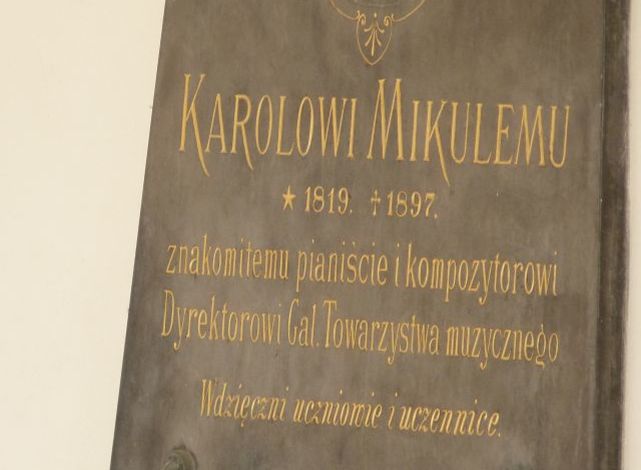 KAROLOWI MIKULEMU
★ 1819. † 1897.
znakomitemu pianiście i kompozytorowi
Dyrektorowi Gal. Towarzystwa muzycznego
Wdzięczni uczniowie i uczennice.